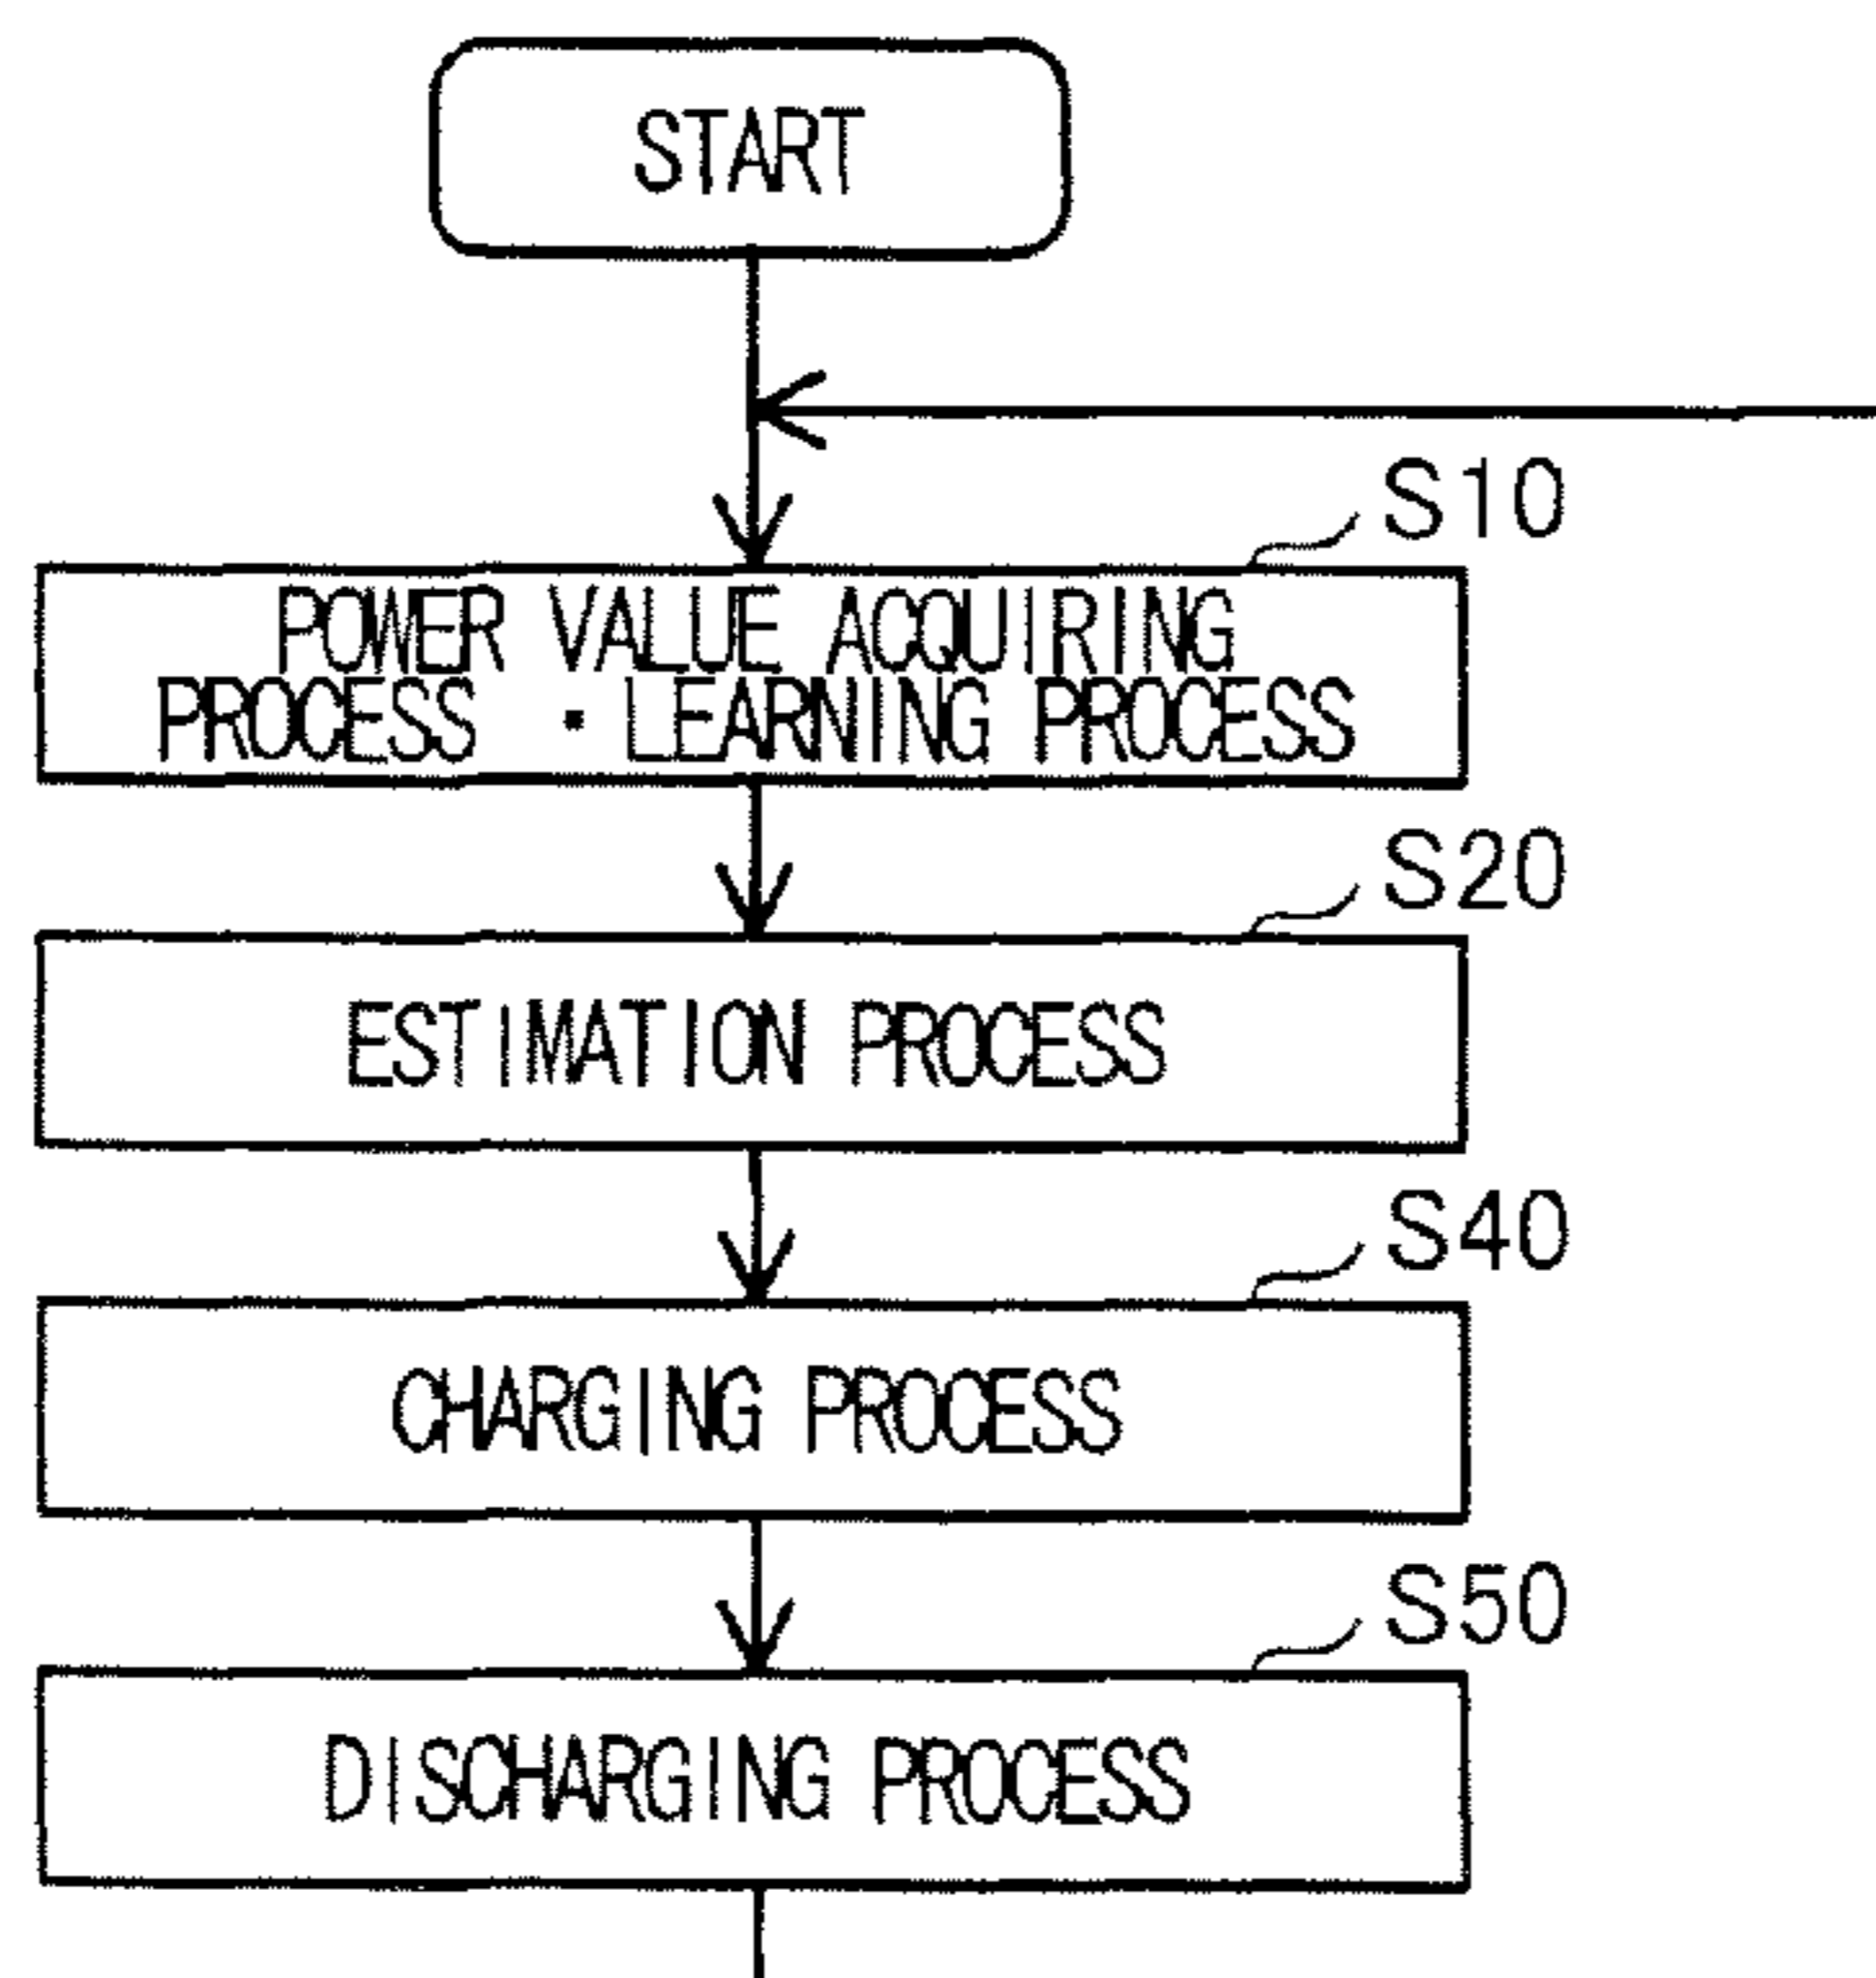 START
S10
POWER VALUE ACQUIRING
PROCESS ・LEARNING PROCESS
S20
ESTIMATION PROCESS
S40
CHARGING PROCESS
S50
DISCHARGING PROCESS